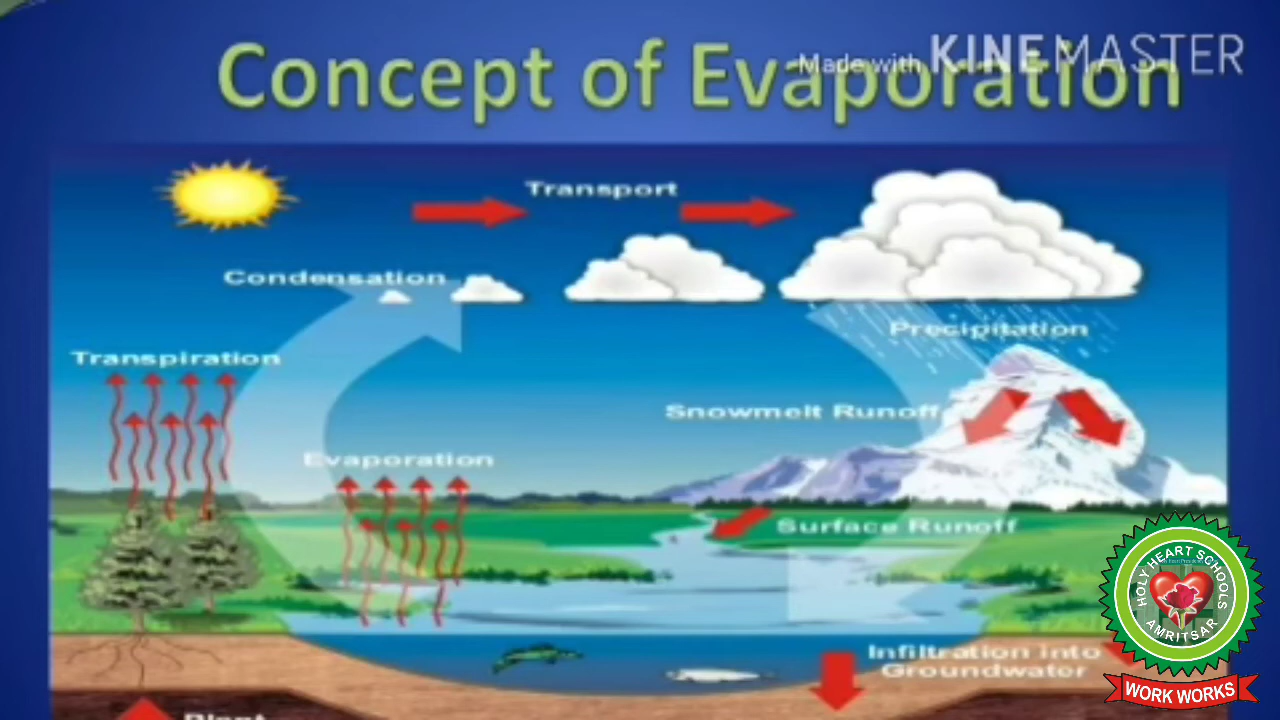 Concept of Evaporation
Made with KINEMASTER
Transport
Condensation
Precipitation
Transpiration
Snowmelt Runoff
Evaporation
Surface Runoff
Infiltration into
Groundwater
Plant
HOLY HEART SCHOOLS
AMRITSAR
WORK WORKS